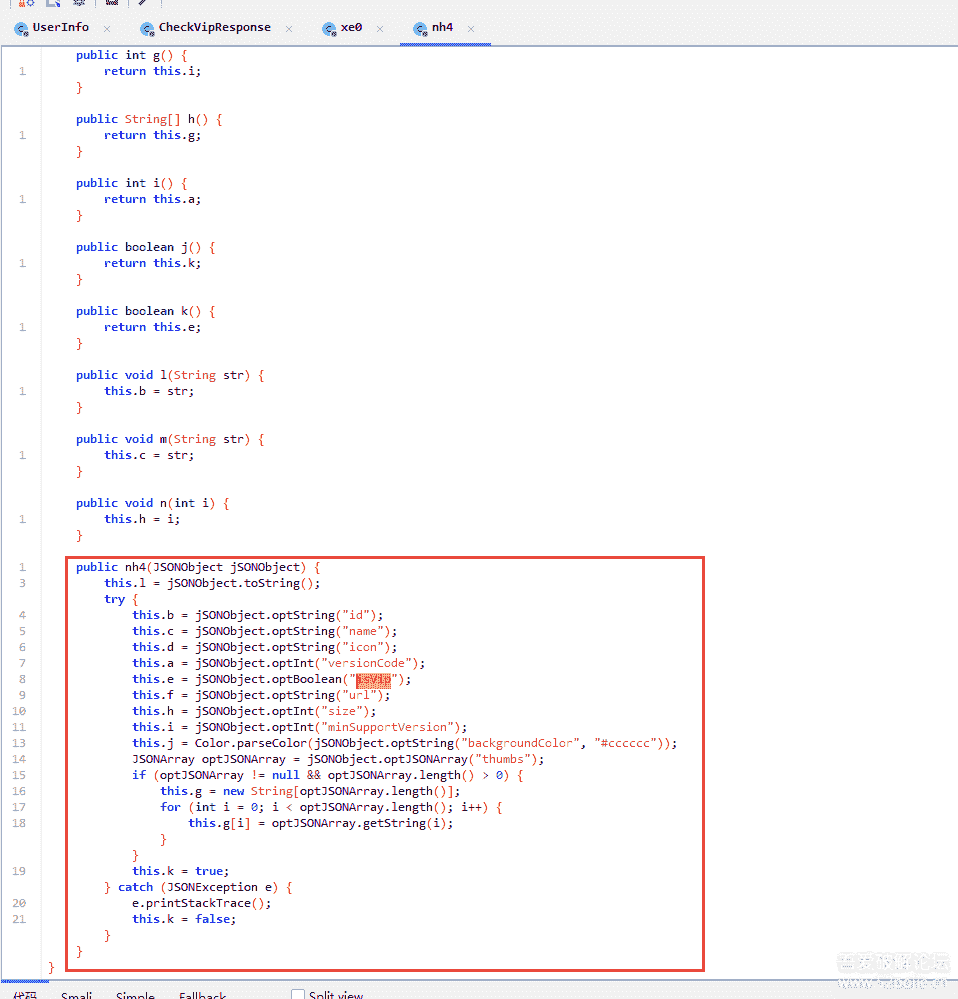 UserInfo CheckVipResponse xe0 nh4
public int g() {
1 return this.i;
}
public String[] h() {
1 return this.g;
}
public int i() {
1 return this.a;
}
public boolean j() {
1 return this.k;
}
public boolean k() {
1 return this.e;
}
public void l(String str) {
1 this.b = str;
}
public void m(String str) {
1 this.c = str;
}
public void n(int i) {
1 this.h = i;
}
1 public nh4(JSONObject jSONObject) {
3 this.l = jSONObject.toString();
try {
4 this.b = jSONObject.optString("id");
5 this.c = jSONObject.optString("name");
6 this.d = jSONObject.optString("icon");
7 this.a = jSONObject.optInt("versionCode");
8 this.e = jSONObject.optBoolean("");
9 this.f = jSONObject.optString("url");
10 this.h = jSONObject.optInt("size");
11 this.i = jSONObject.optInt("minSupportVersion");
13 this.j = Color.parseColor(jSONObject.optString("backgroundColor", "#cccccc"));
14 JSONArray optJSONArray = jSONObject.optJSONArray("thumbs");
15 if (optJSONArray != null && optJSONArray.length() > 0) {
16 this.g = new String[optJSONArray.length()];
17 for (int i = 0; i < optJSONArray.length(); i++) {
18 this.g[i] = optJSONArray.getString(i);
}
}
19 this.k = true;
} catch (JSONException e) {
20 e.printStackTrace();
21 this.k = false;
}
}
}
代码 Smali Simple Fallback Split view